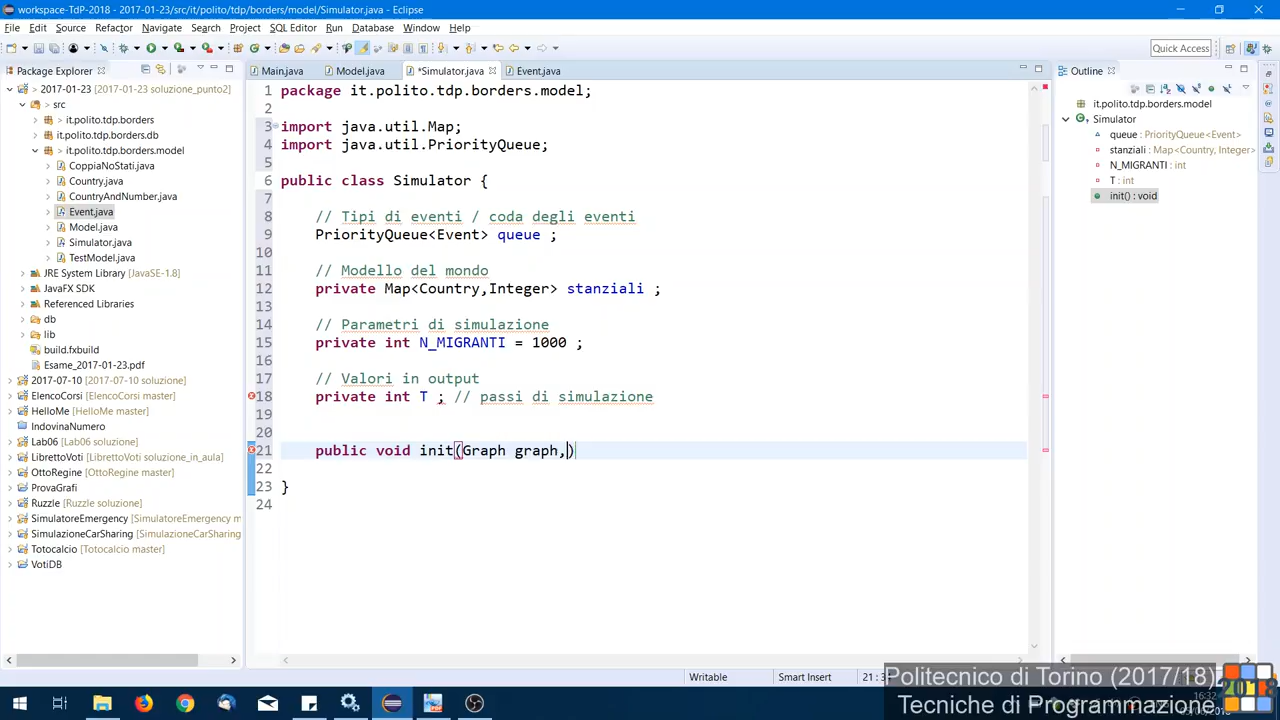 workspace-TdP-2018 - 2017-01-23/src/it/polito/tdp/borders/model/Simulator.java - Eclipse
File Edit Source Refactor Navigate Search Project SQL Editor Run Database Window Help
Quick Access
Package Explorer
Main.java Model.java *Simulator.java Event.java
Outline
2017-01-23 [2017-01-23 soluzione_punto2]
src
it.polito.tdp.borders
it.polito.tdp.borders.db
it.polito.tdp.borders.model
CoppiaNoStati.java
Country.java
CountryAndNumber.java
Event.java
Model.java
Simulator.java
TestModel.java
JRE System Library [JavaSE-1.8]
JavaFX SDK
Referenced Libraries
db
lib
build.fxbuild
Esame_2017-01-23.pdf
2017-07-10 [2017-07-10 soluzione]
ElencoCorsi [ElencoCorsi master]
HelloMe [HelloMe master]
IndovinaNumero
Lab06 [Lab06 soluzione]
LibrettoVoti [LibrettoVoti soluzione_in_aula]
OttoRegine [OttoRegine master]
ProvaGrafi
Ruzzle [Ruzzle soluzione]
SimulatoreEmergency [SimulatoreEmergency m
SimulazioneCarSharing [SimulazioneCarSharing
Totocalcio [Totocalcio master]
VotiDB
1 package it.polito.tdp.borders.model;
2
3 import java.util.Map;
4 import java.util.PriorityQueue;
5
6 public class Simulator {
7
8 // Tipi di eventi / coda degli eventi
9 PriorityQueue<Event> queue ;
10
11 // Modello del mondo
12 private Map<Country,Integer> stanziali ;
13
14 // Parametri di simulazione
15 private int N_MIGRANTI = 1000 ;
16
17 // Valori in output
18 private int T ; // passi di simulazione
19
20
21 public void init(Graph graph,)
22
23 }
24
it.polito.tdp.borders.model
Simulator
queue : PriorityQueue<Event>
stanziali : Map<Country, Integer>
N_MIGRANTI : int
T : int
init() : void
Writable Smart Insert 21 : 3
Politecnico di Torino (2017/18)
Tecniche di Programmazione
2018
16:32